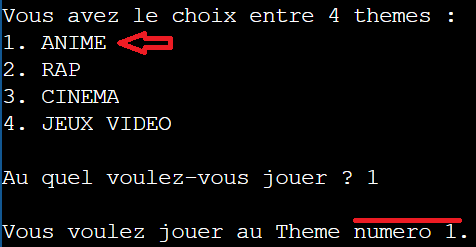 Vous avez le choix entre 4 themes :
1. ANIME
2. RAP
3. CINEMA
4. JEUX VIDEO
Au quel voulez-vous jouer ? 1
Vous voulez jouer au Theme numero 1.